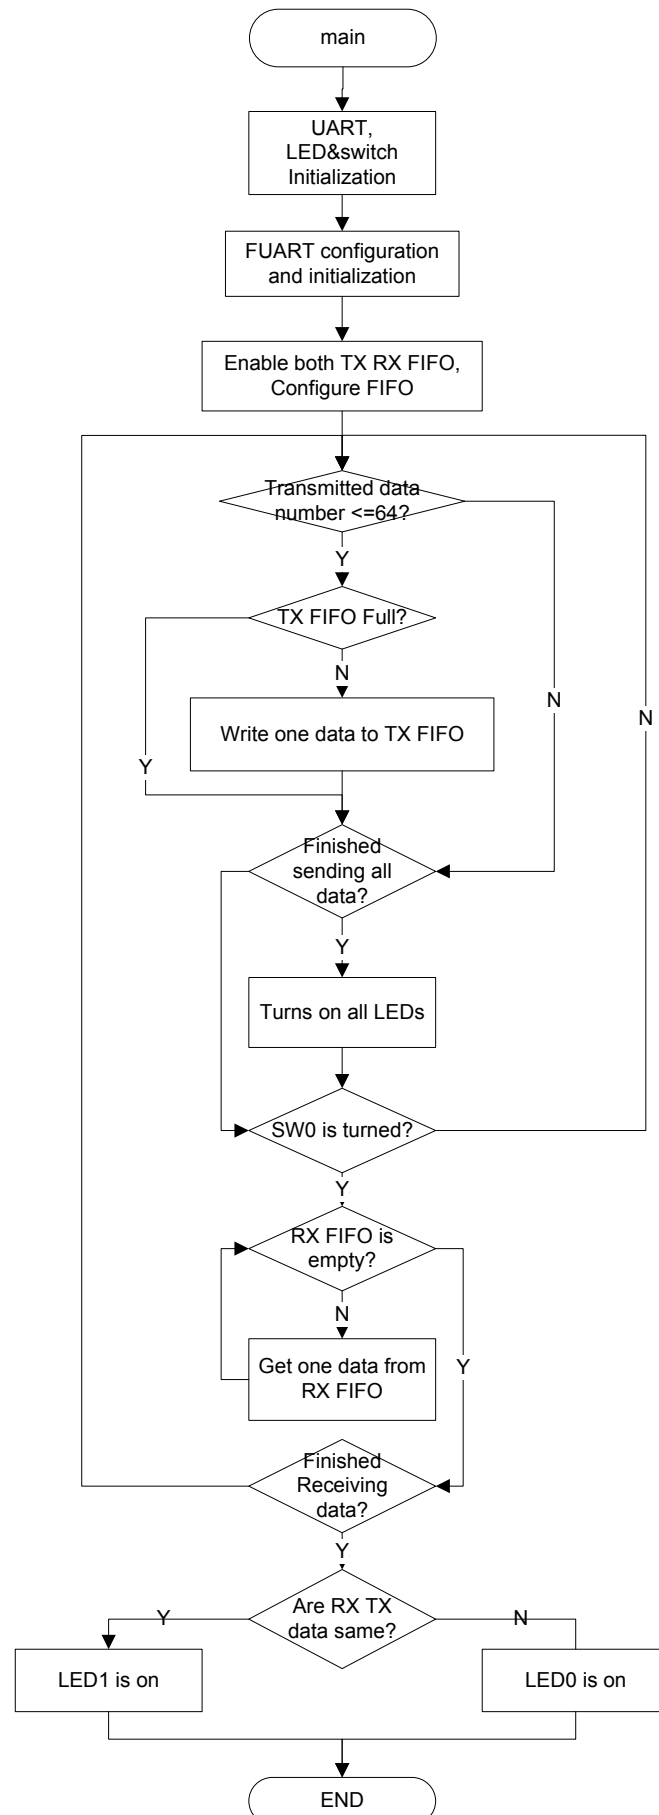 main
UART,
LED&switch
Initialization
FUART configuration
and initialization
Enable both TX RX FIFO,
Configure FIFO
Transmitted data
number <=64?
Y
TX FIFO Full?
N
N
N
Write one data to TX FIFO
Y
Finished
sending all
data?
Y
Turns on all LEDs
SW0 is turned?
Y
RX FIFO is
empty?
N
Get one data from
RX FIFO
Y
Finished
Receiving
data?
Y
Are RX TX
data same?
Y
N
LED1 is on
LED0 is on
END